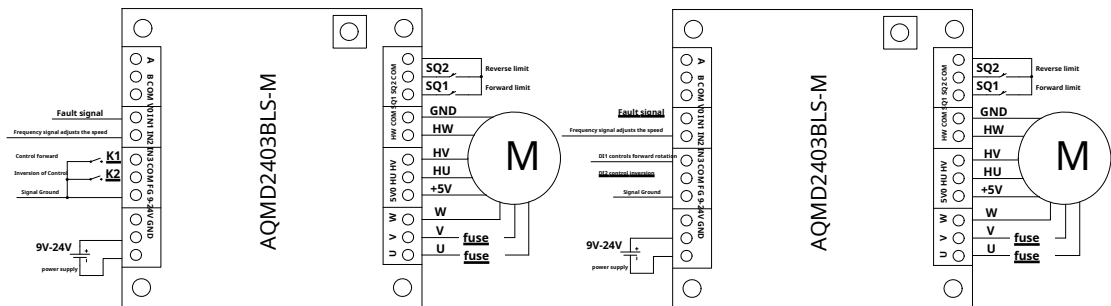 A
B COM
VO IN1 IN2
IN3 COM FG 9-24V GND
AQMD2403BLS-M
SQ1 SQ2 COM
HW COM
5V0 HU HV
W
V
U
SQ2
SQ1
Reverse limit
Forward limit
Fault signal
Frequency signal adjusts the speed
Control forward
K1
Inversion of Control
K2
Signal Ground
9V-24V
power supply
+
-
GND
HW
HV
HU
+5V
W
V
U
fuse
fuse
M
A
B COM
VO IN1 IN2
IN3 COM FG 9-24V GND
AQMD2403BLS-M
SQ1 SQ2 COM
HW COM
5V0 HU HV
W
V
U
SQ2
SQ1
Reverse limit
Forward limit
Fault signal
Frequency signal adjusts the speed
DI1 controls forward rotation
DI2 control inversion
Signal Ground
9V-24V
power supply
+
-
GND
HW
HV
HU
+5V
W
V
U
fuse
fuse
M